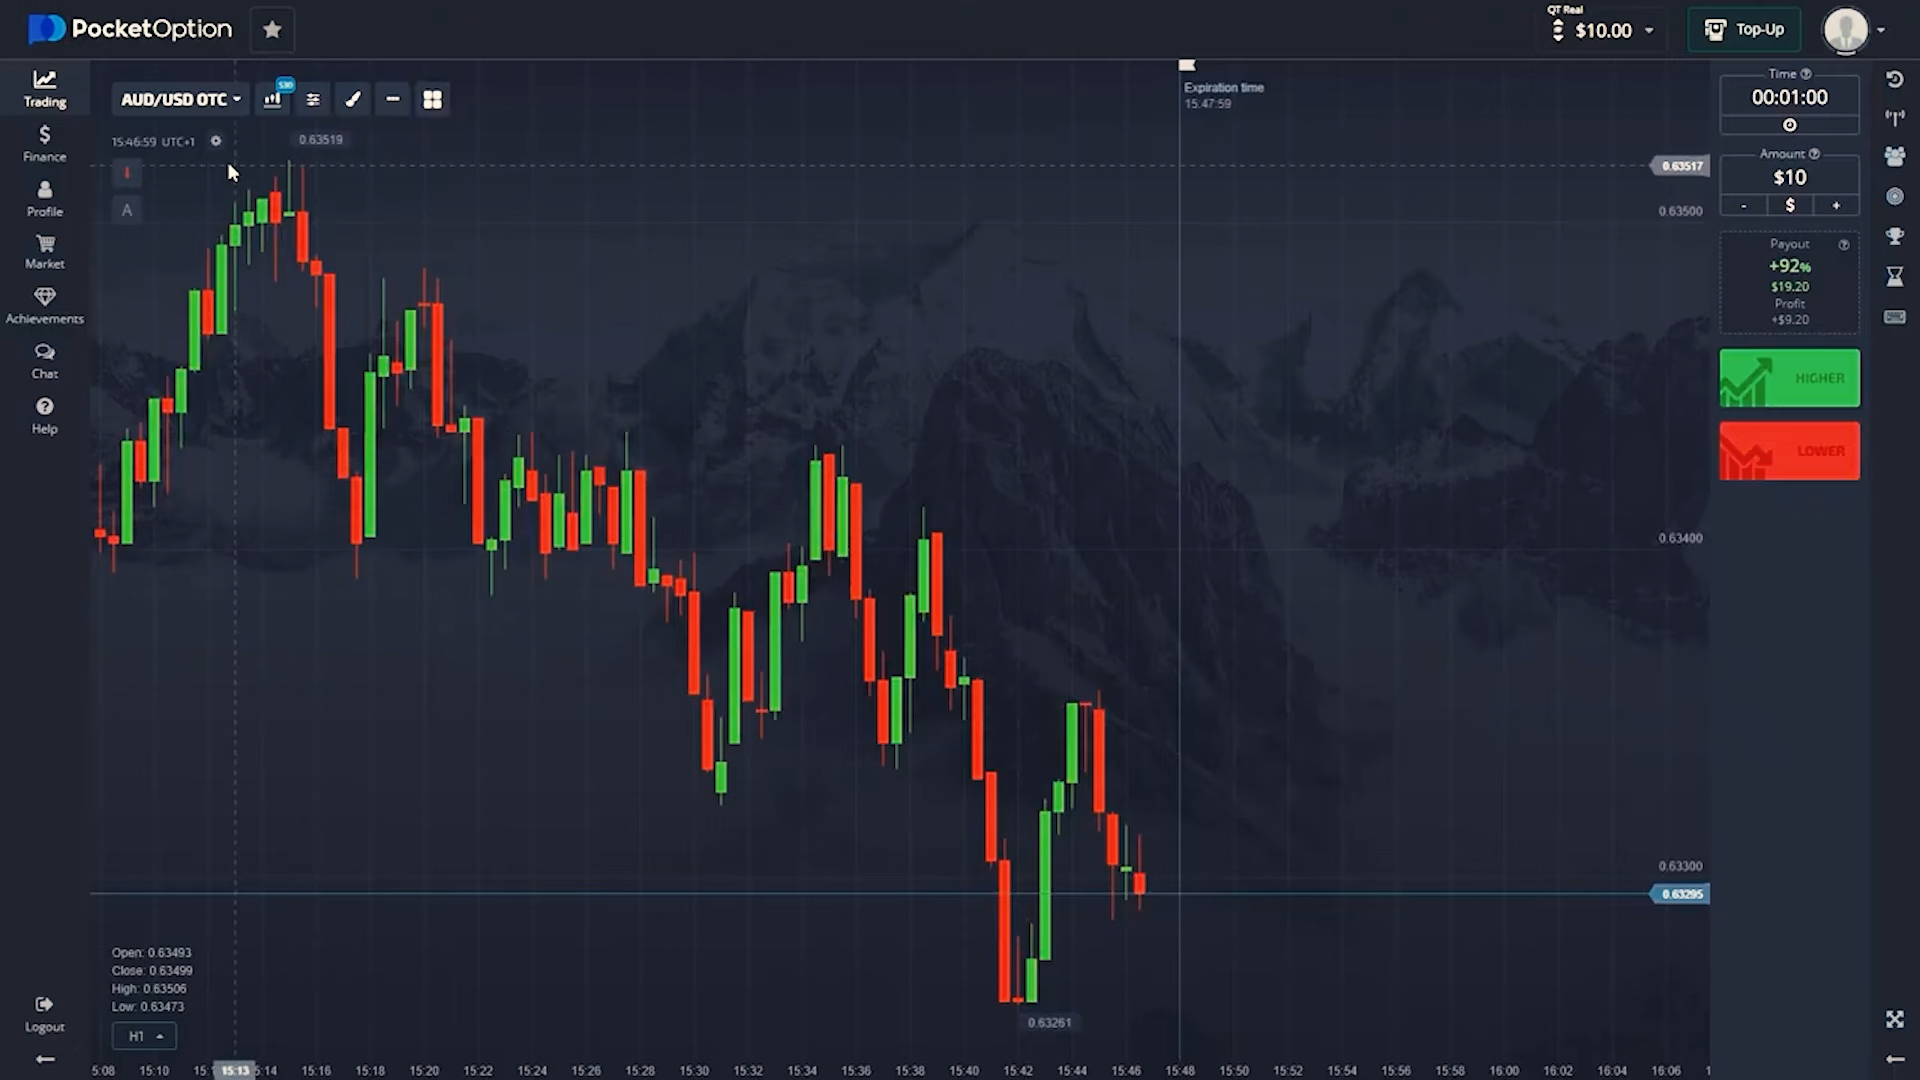 PocketOption
QT Real
$10.00
Top-Up
Trading
Finance
Profile
Market
Achievements
Chat
Help
Logout
AUD/USD OTC
S30
15:46:59 UTC+1
0.63519
A
Expiration time
15:47:59
0.63517
0.63500
0.63400
0.63300
0.63295
0.63261
Time
00:01:00
Amount
$10
- $ +
Payout
+92%
$19.20
Profit
+$9.20
HIGHER
LOWER
Open: 0.63493
Close: 0.63499
High: 0.63506
Low: 0.63473
H1
5:08 15:10 15:1 15:13 5:14 15:16 15:18 15:20 15:22 15:24 15:26 15:28 15:30 15:32 15:34 15:36 15:38 15:40 15:42 15:44 15:46 15:48 15:50 15:52 15:54 15:56 15:58 16:00 16:02 16:04 16:06 1